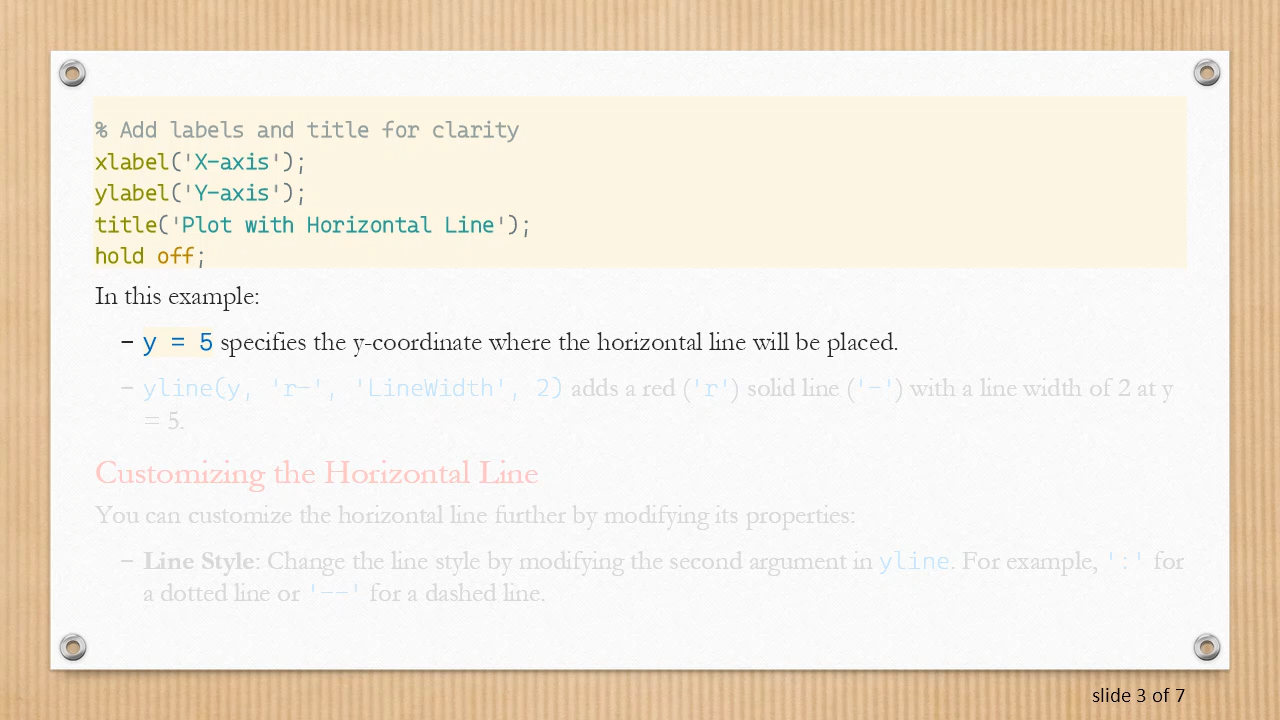 % Add labels and title for clarity
xlabel('X-axis');
ylabel('Y-axis');
title('Plot with Horizontal Line');
hold off;
In this example:
– y = 5 specifies the y-coordinate where the horizontal line will be placed.
– yline(y, 'r-', 'LineWidth', 2) adds a red ('r') solid line ('-') with a line width of 2 at y
= 5.
Customizing the Horizontal Line
You can customize the horizontal line further by modifying its properties:
– Line Style: Change the line style by modifying the second argument in yline. For example, ':' for
a dotted line or '--' for a dashed line.
slide 3 of 7